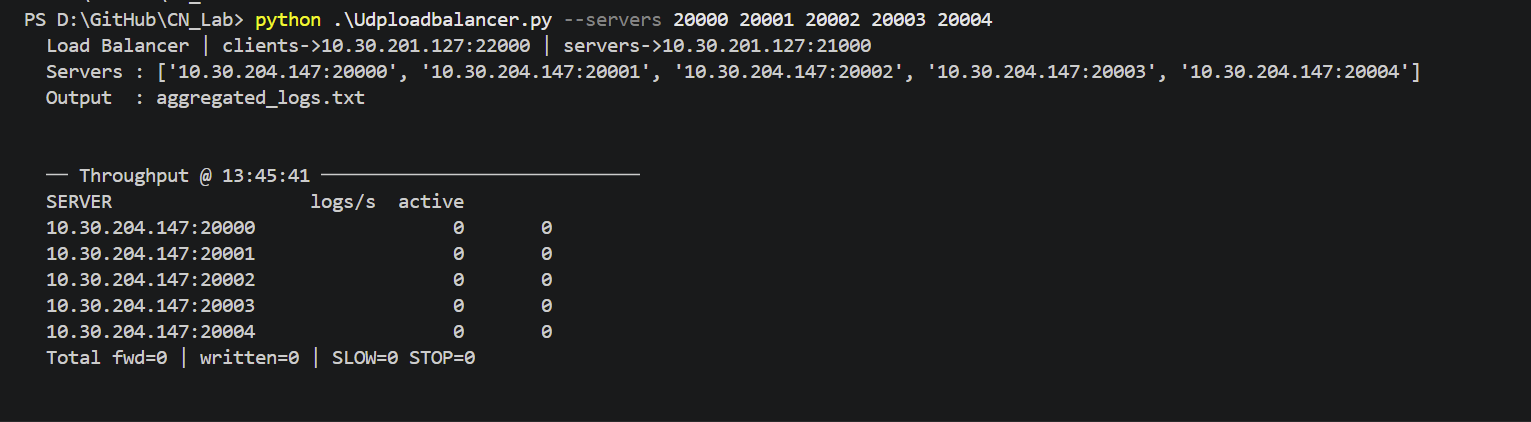 PS D:\GitHub\CN_Lab> python .\Udploadbalancer.py --servers 20000 20001 20002 20003 20004
Load Balancer | clients->10.30.201.127:22000 | servers->10.30.201.127:21000
Servers : ['10.30.204.147:20000', '10.30.204.147:20001', '10.30.204.147:20002', '10.30.204.147:20003', '10.30.204.147:20004']
Output  : aggregated_logs.txt
── Throughput @ 13:45:41 ─────────────────────────────
SERVER                  logs/s  active
10.30.204.147:20000                  0       0
10.30.204.147:20001                  0       0
10.30.204.147:20002                  0       0
10.30.204.147:20003                  0       0
10.30.204.147:20004                  0       0
Total fwd=0 | written=0 | SLOW=0 STOP=0